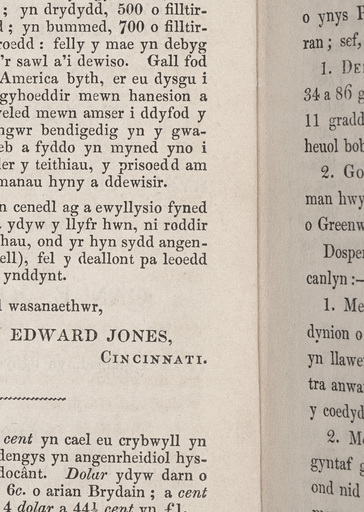 ; yn drydydd, 500 o filltir-
; yn bummed, 700 o filltir-
roedd : felly y mae yn debyg
'r sawl a'i dewiso. Gall fod
America byth, er eu dysgu i
gyhoeddir mewn hanesion a
weled mewn amser i ddyfod y
ngwr bendigedig yn y gwa-
eb a fyddo yn myned yno i
er y teithiau, y prisoedd am
manau hyny a ddewisir.
n cenedl ag a ewyllysio fyned
ydyw y llyfr hwn, ni roddir
hau, ond yr hyn sydd angen-
ell), fel y deallont pa leoedd
ynddynt.
wasanaethwr,
EDWARD JONES,
CINCINNATI.
cent yn cael eu crybwyll yn
dengys yn angenrheidiol hys-
docânt. Dolar ydyw darn o
6c. o arian Brydain ; a cent
4 dolar a 44½ cent yn £1.
o ynys P
ran ; sef,
1. De
34 a 86 g
11 gradd
heuol bob
2. Go
man hwy
o Greenw
Dospe
canlyn :—
1. Me
dynion o
yn llawe
tra anwa
y coedyd
2. M
gyntaf g
ond nid